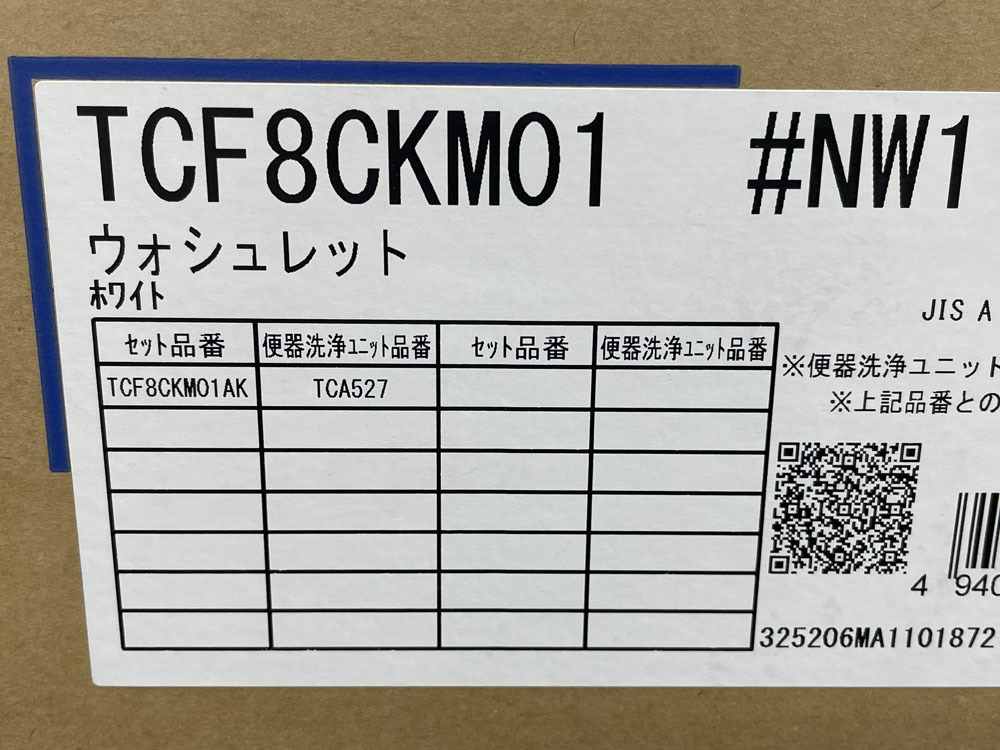 TCF8CKM01 #NW1
ウォシュレット
ホワイト
JIS A
セット品番 便器洗浄ユニット品番 セット品番 便器洗浄ユニット品番
TCF8CKM01AK TCA527
※便器洗浄ユニット
※上記品番との
4 940
325206MA1101872